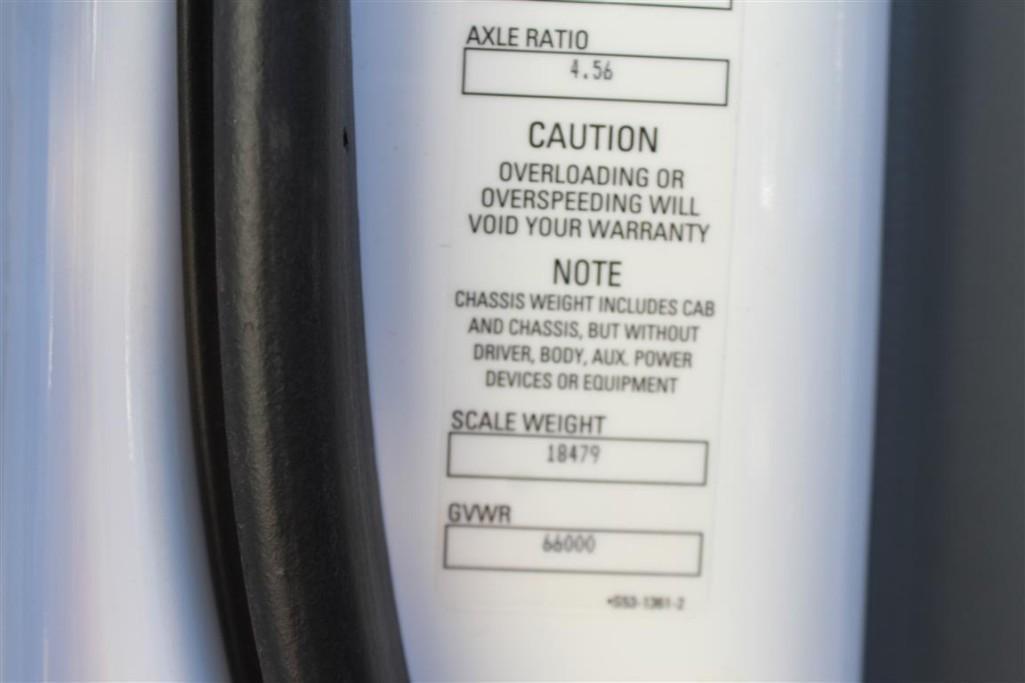 AXLE RATIO
4.56
CAUTION
OVERLOADING OR
OVERSPEEDING WILL
VOID YOUR WARRANTY
NOTE
CHASSIS WEIGHT INCLUDES CAB
AND CHASSIS, BUT WITHOUT
DRIVER, BODY, AUX. POWER
DEVICES OR EQUIPMENT
SCALE WEIGHT
18479
GVWR
66000